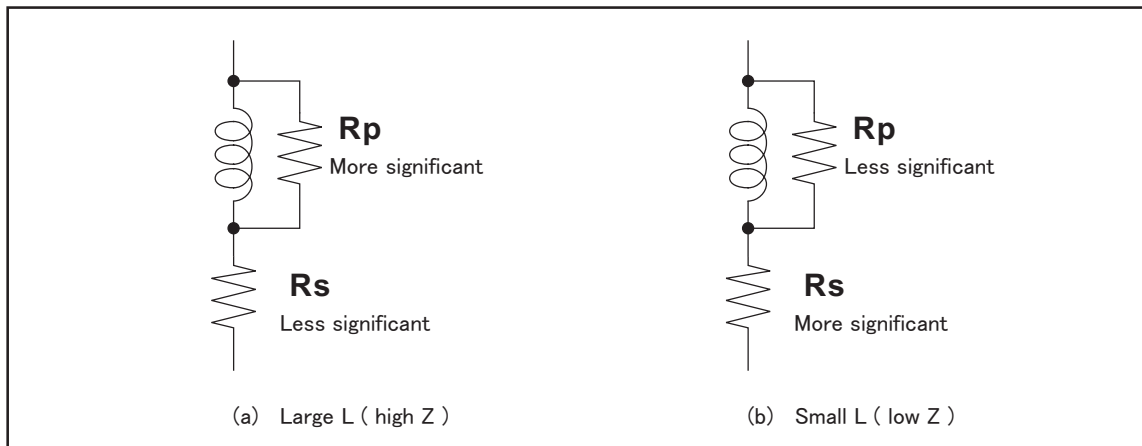 Rp
More significant
Rs
Less significant
(a) Large L ( high Z )
Rp
Less significant
Rs
More significant
(b) Small L ( low Z )